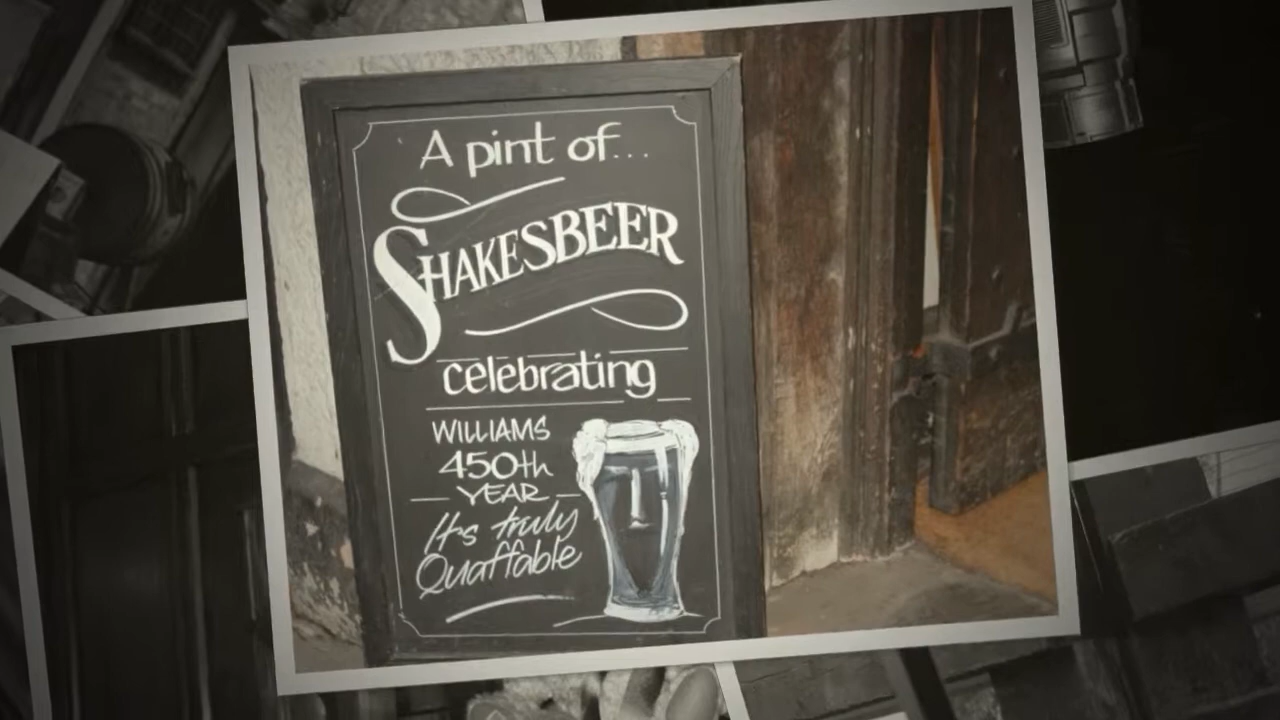 A pint of...
SHAKESBEER
celebrating
WILLIAMS
450th
YEAR
It's truly
Quaffable